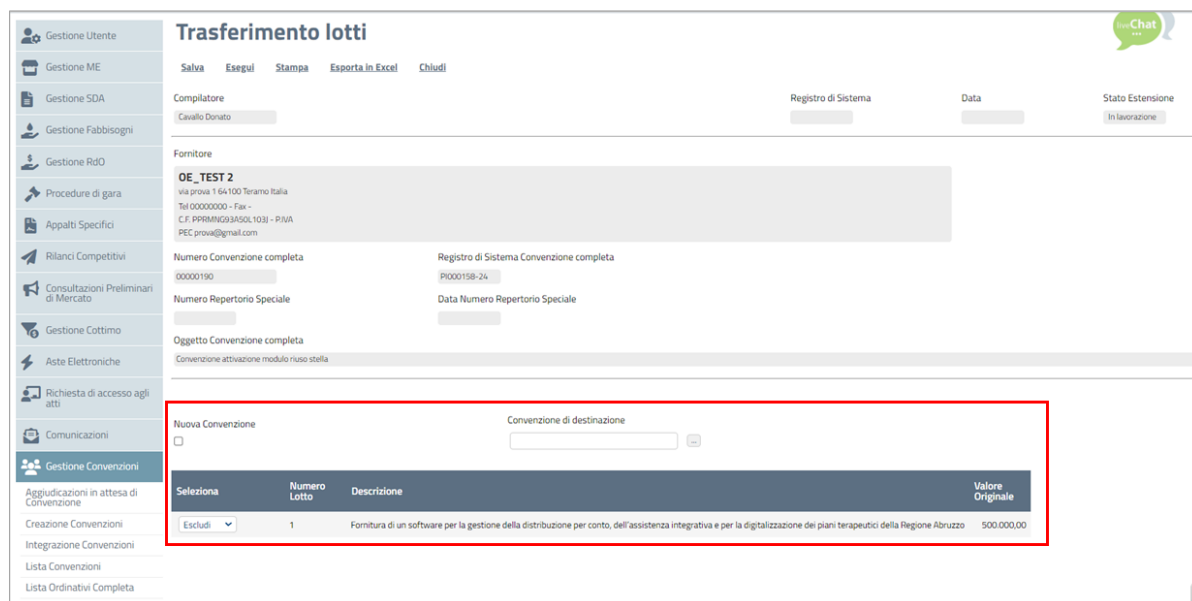 Gestione Utente
Gestione ME
Gestione SDA
Gestione Fabbisogni
Gestione RdO
Procedure di gara
Appalti Specifici
Rilanci Competitivi
Consultazioni Preliminari
di Mercato
Gestione Cottimo
Aste Elettroniche
Richiesta di accesso agli
atti
Comunicazioni
Gestione Convenzioni
Aggiudicazioni in attesa di
Convenzione
Creazione Convenzioni
Integrazione Convenzioni
Lista Convenzioni
Lista Ordinativi Completa
Trasferimento lotti
liveChat
Salva Esegui Stampa Esporta in Excel Chiudi
Compilatore Registro di Sistema Data Stato Estensione
Cavallo Donato In lavorazione
Fornitore
OE_TEST 2
via prova 1 64100 Teramo Italia
Tel 00000000 - Fax -
C.F. PPRMNG93A50L103J - P.IVA
PEC prova@gmail.com
Numero Convenzione completa Registro di Sistema Convenzione completa
00000190 PI000158-24
Numero Repertorio Speciale Data Numero Repertorio Speciale
Oggetto Convenzione completa
Convenzione attivazione modulo riuso stella
Nuova Convenzione Convenzione di destinazione
...
Seleziona Numero Lotto Descrizione Valore Originale
Escludi 1 Fornitura di un software per la gestione della distribuzione per conto, dell'assistenza integrativa e per la digitalizzazione dei piani terapeutici della Regione Abruzzo 500.000,00